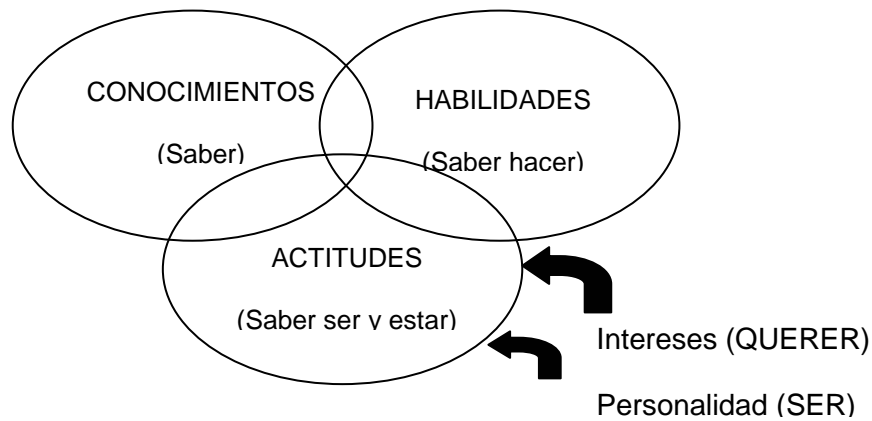 CONOCIMIENTOS
(Saber)
HABILIDADES
(Saber hacer)
ACTITUDES
(Saber ser y estar)
Intereses (QUERER)
Personalidad (SER)